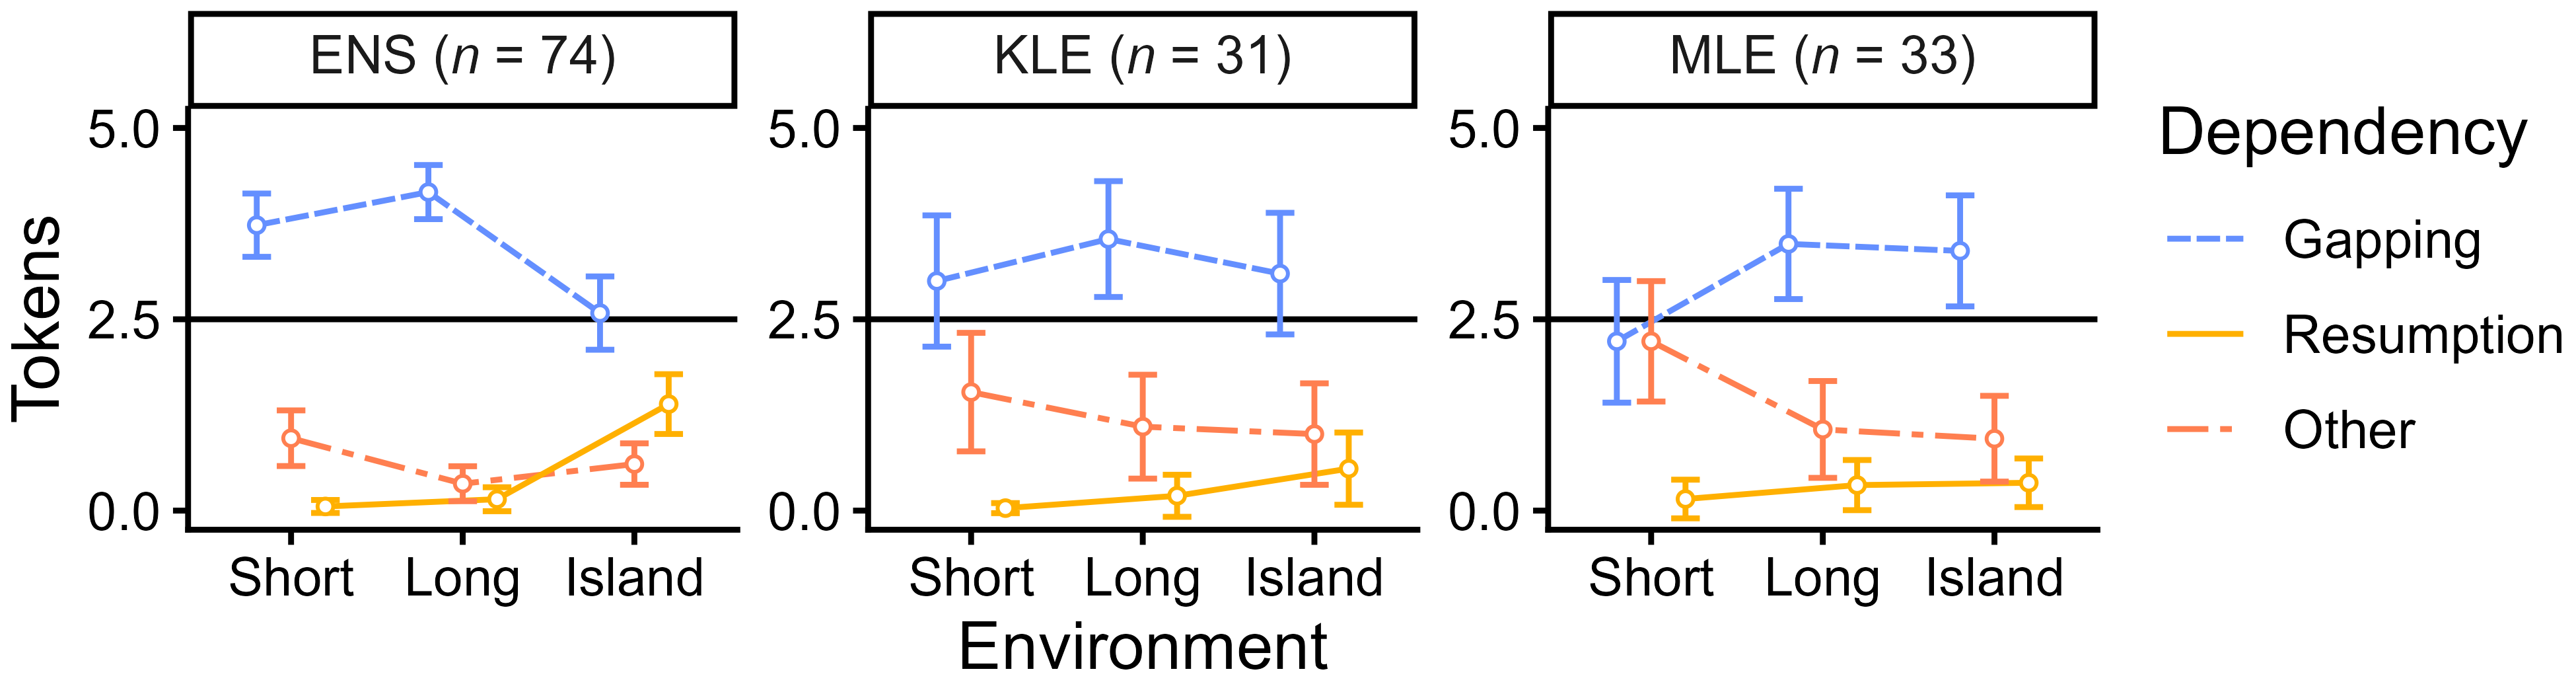 ENS (n = 74)
KLE (n = 31)
MLE (n = 33)
Tokens
5.0
2.5
0.0
5.0
2.5
0.0
5.0
2.5
0.0
Short Long Island
Short Long Island
Short Long Island
Environment
Dependency
Gapping
Resumption
Other